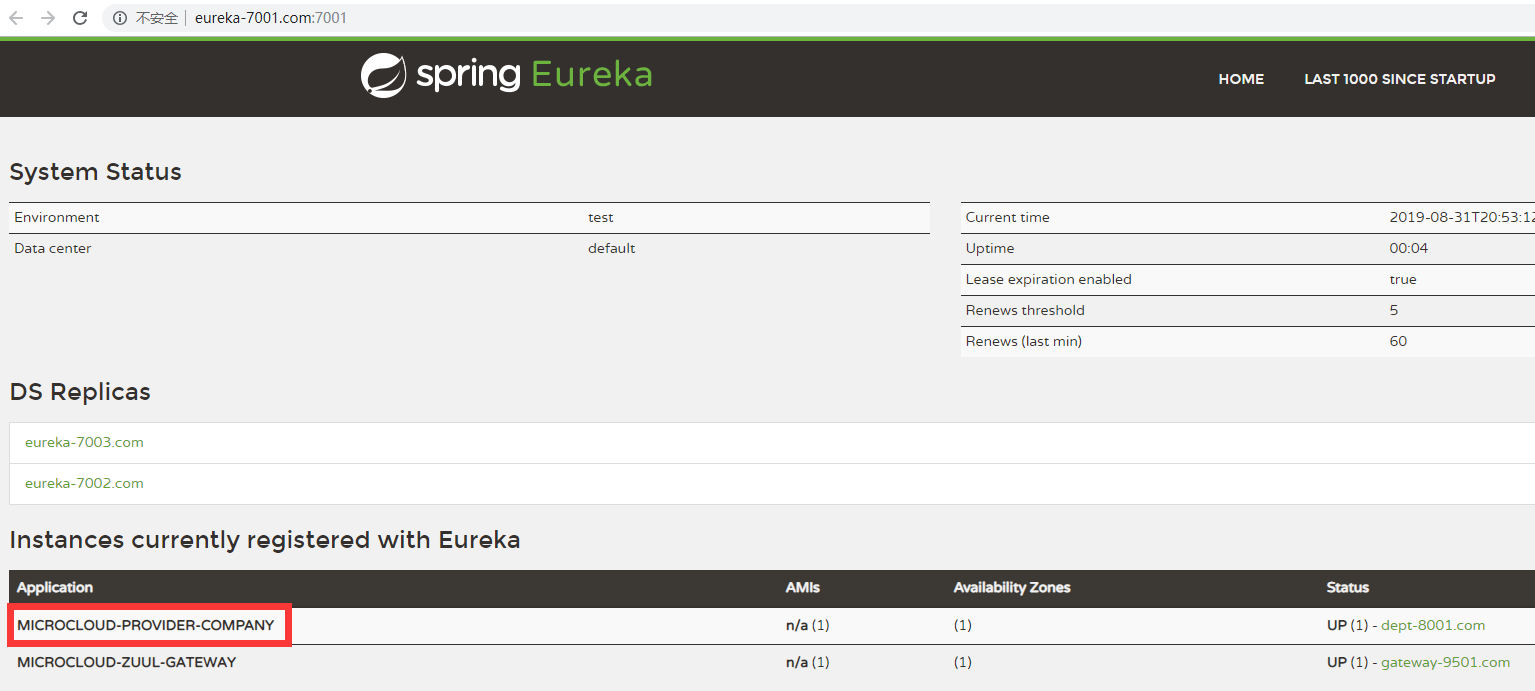 不安全 eureka-7001.com:7001
spring Eureka HOME LAST 1000 SINCE STARTUP
System Status
Environment test
Data center default
Current time 2019-08-31T20:53:12
Uptime 00:04
Lease expiration enabled true
Renews threshold 5
Renews (last min) 60
DS Replicas
eureka-7003.com
eureka-7002.com
Instances currently registered with Eureka
Application AMIs Availability Zones Status
MICROCLOUD-PROVIDER-COMPANY n/a (1) (1) UP (1) - dept-8001.com
MICROCLOUD-ZUUL-GATEWAY n/a (1) (1) UP (1) - gateway-9501.com